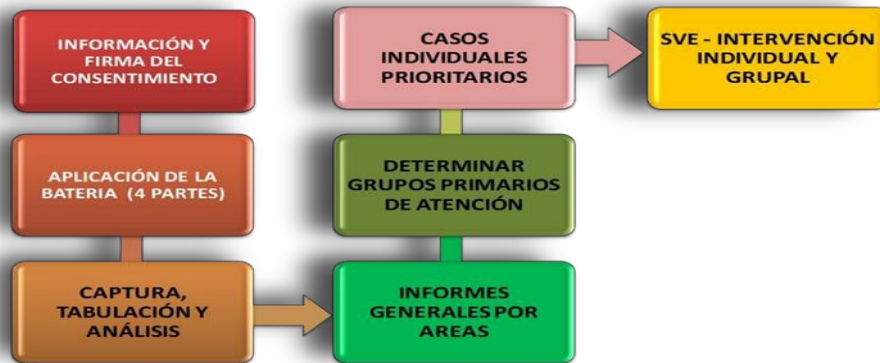 INFORMACIÓN Y
FIRMA DEL
CONSENTIMIENTO
APLICACIÓN DE LA
BATERIA (4 PARTES)
CAPTURA,
TABULACIÓN Y
ANÁLISIS
INFORMES
GENERALES POR
AREAS
DETERMINAR
GRUPOS PRIMARIOS
DE ATENCIÓN
CASOS
INDIVIDUALES
PRIORITARIOS
SVE - INTERVENCIÓN
INDIVIDUAL Y
GRUPAL